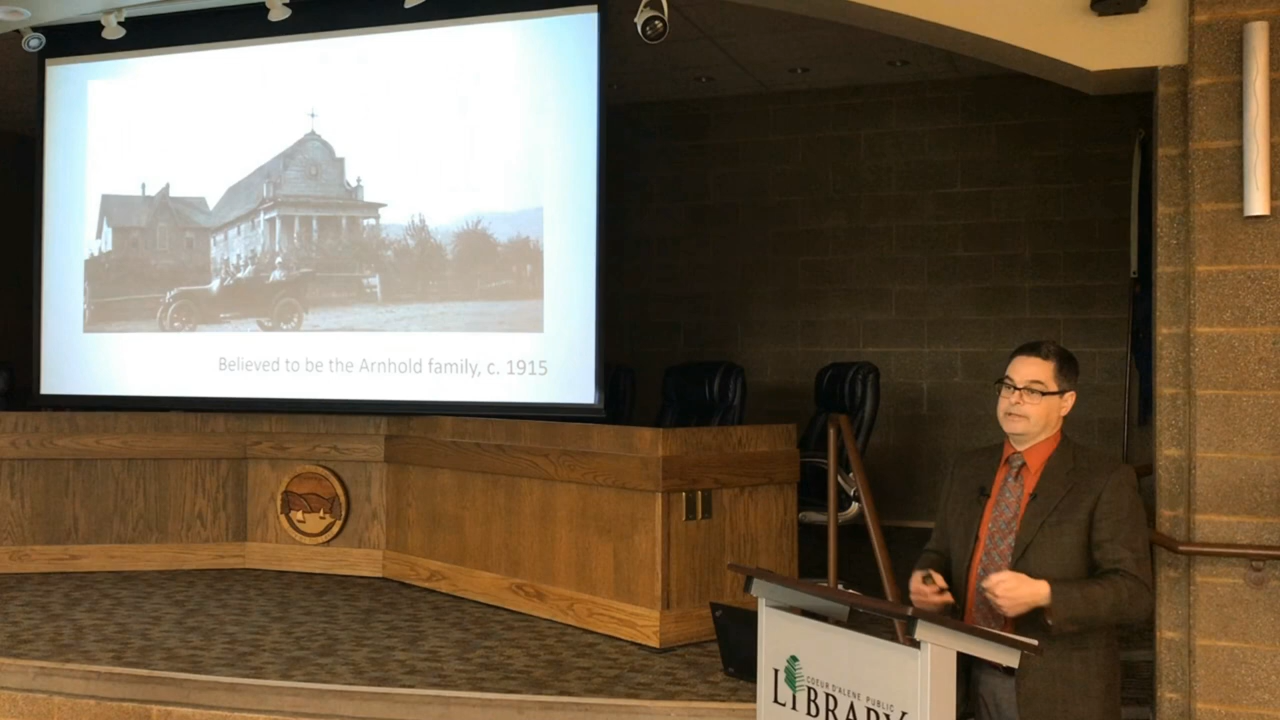 Believed to be the Arnhold family, c. 1915
COEUR D'ALENE PUBLIC
LIBRARY